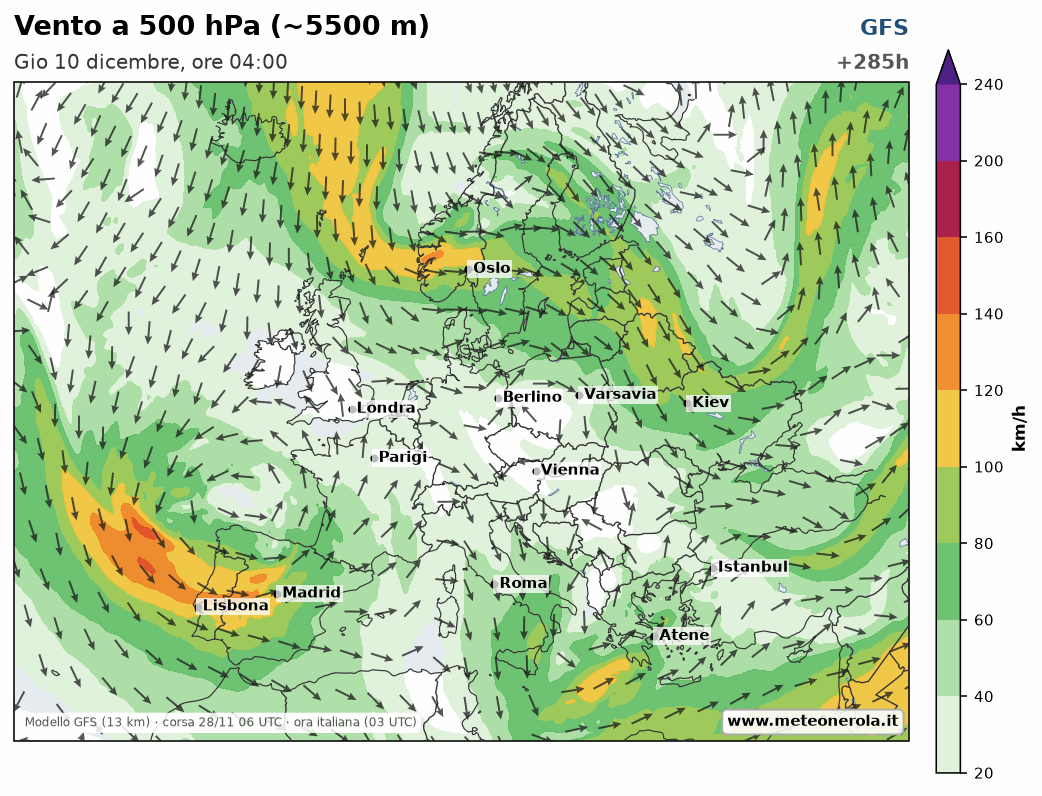 Vento a 500 hPa (~5500 m)
GFS
Gio 10 dicembre, ore 04:00
+285h
240
200
160
140
120
100
80
60
40
20
km/h
Oslo
Londra
Berlino
Varsavia
Kiev
Parigi
Vienna
Roma
Istanbul
Madrid
Lisbona
Atene
Modello GFS (13 km) · corsa 28/11 06 UTC · ora italiana (03 UTC)
www.meteonerola.it